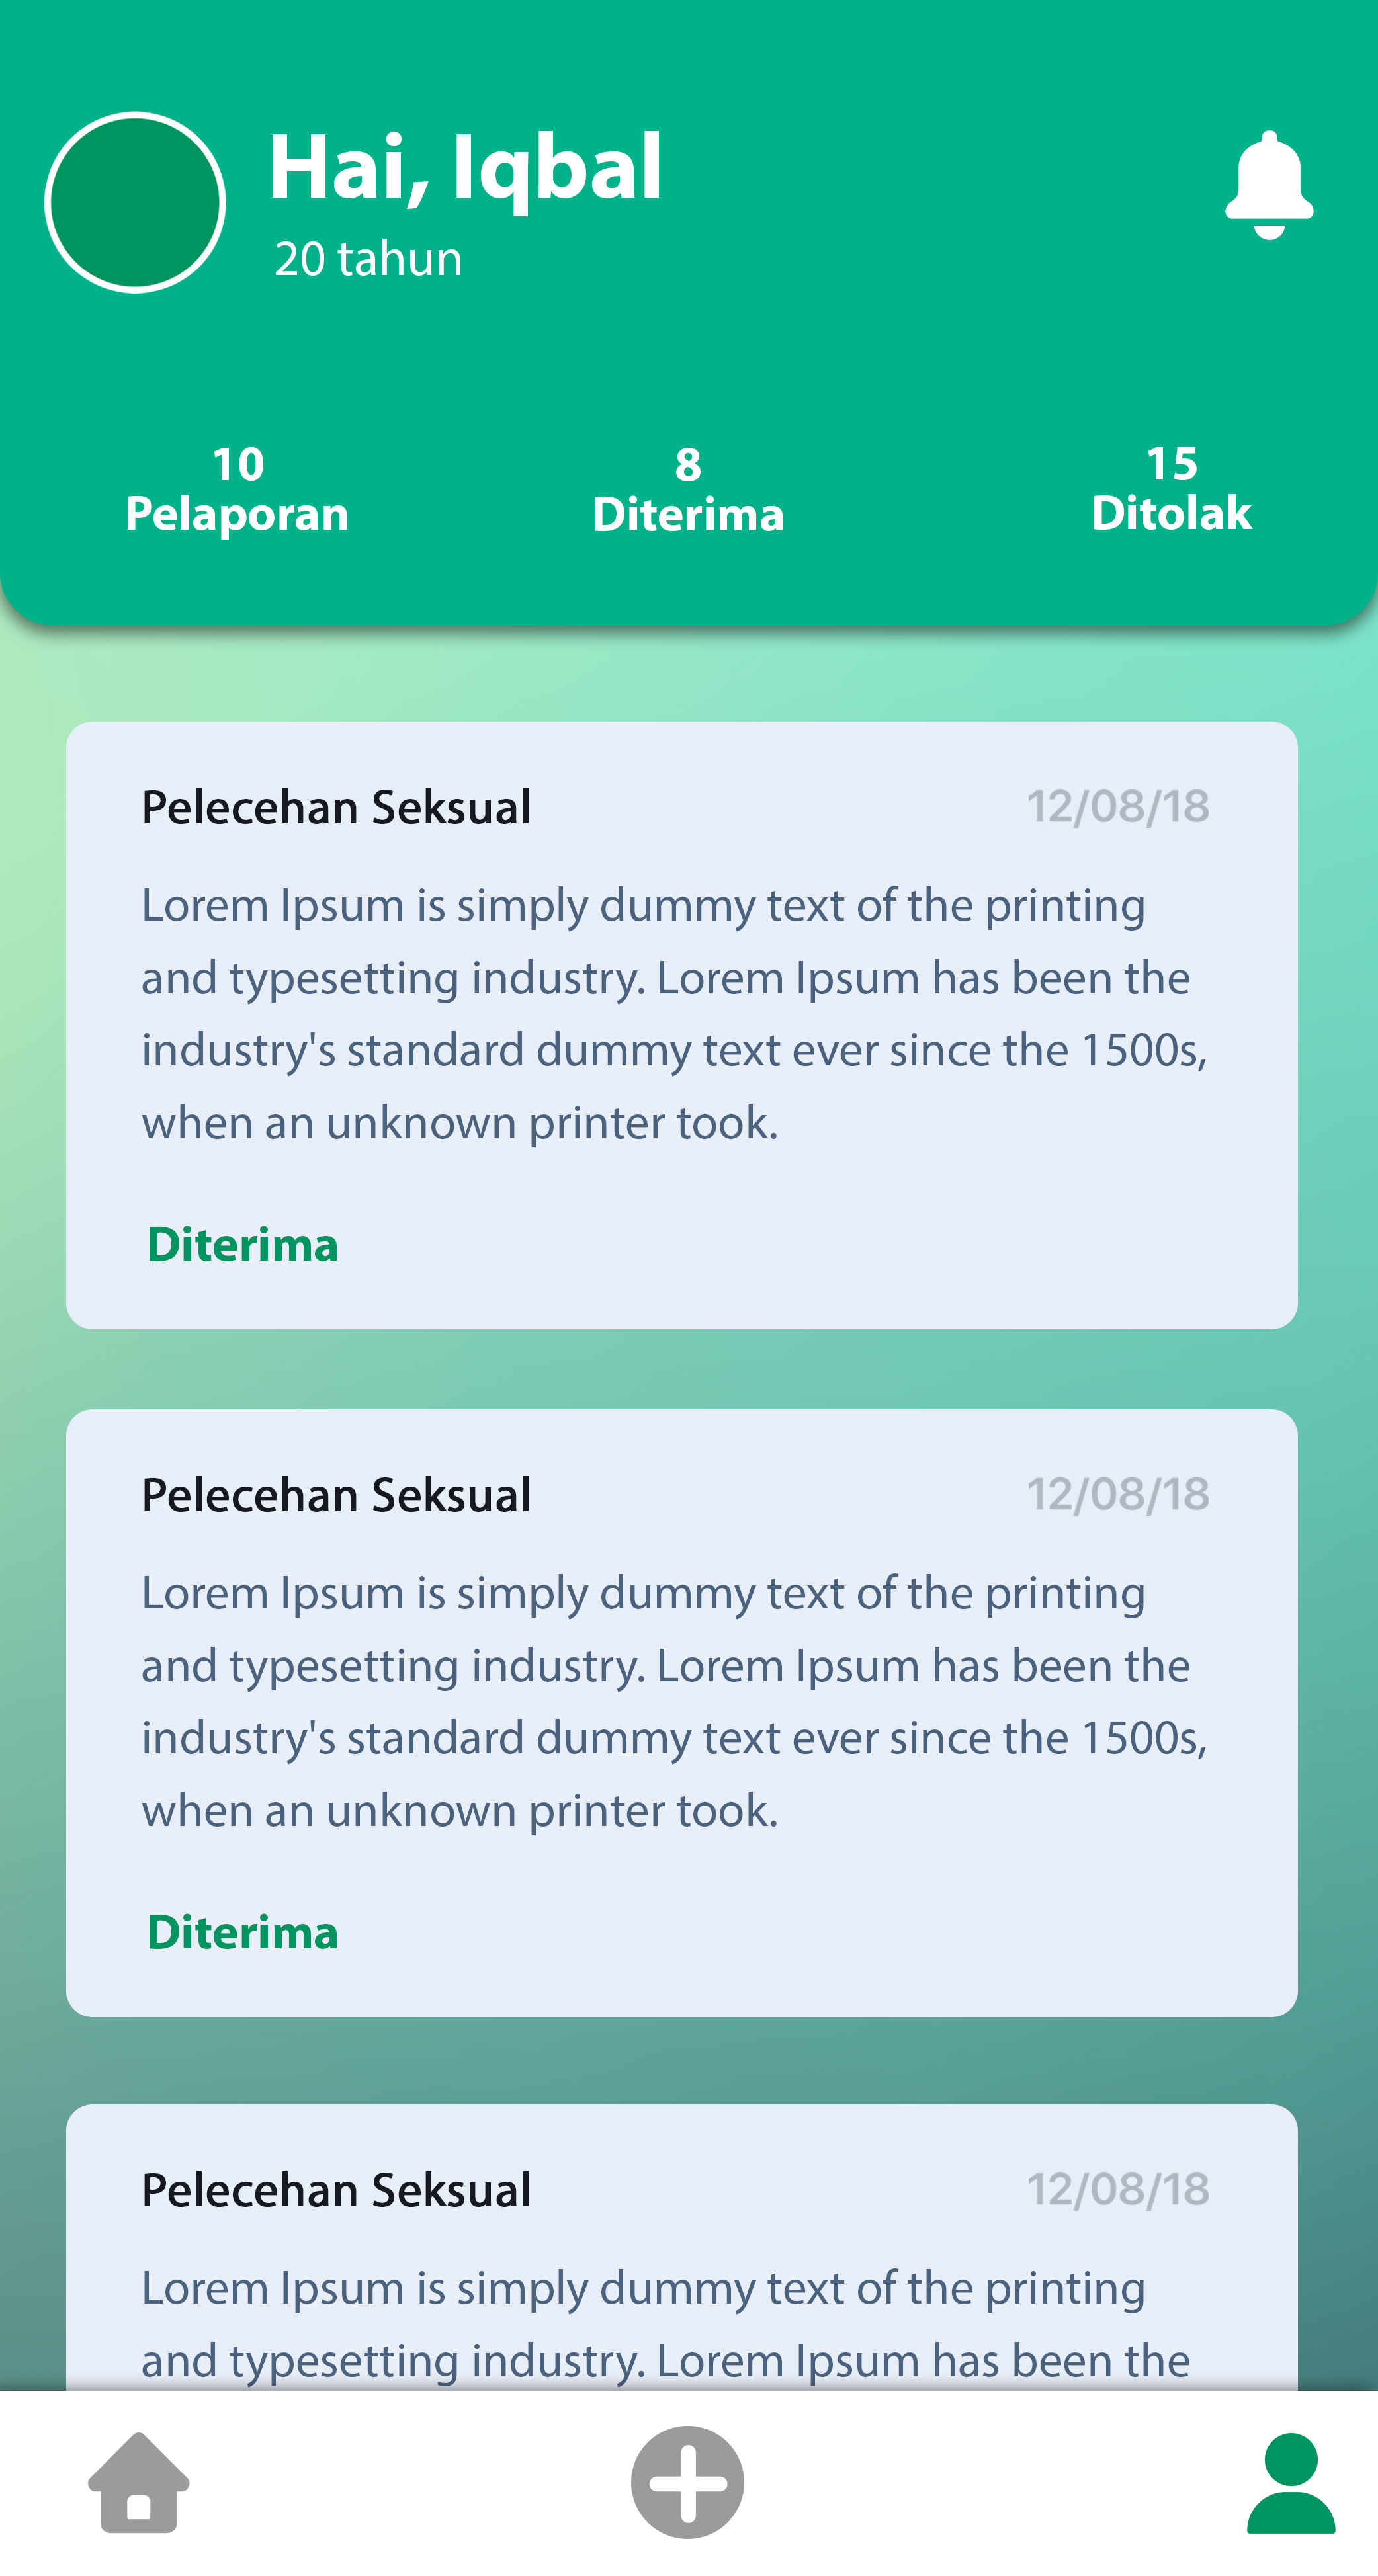 Hai, Iqbal
20 tahun
10
Pelaporan
8
Diterima
15
Ditolak
Pelecehan Seksual
12/08/18
Lorem Ipsum is simply dummy text of the printing
and typesetting industry. Lorem Ipsum has been the
industry's standard dummy text ever since the 1500s,
when an unknown printer took.
Diterima
Pelecehan Seksual
12/08/18
Lorem Ipsum is simply dummy text of the printing
and typesetting industry. Lorem Ipsum has been the
industry's standard dummy text ever since the 1500s,
when an unknown printer took.
Diterima
Pelecehan Seksual
12/08/18
Lorem Ipsum is simply dummy text of the printing
and typesetting industry. Lorem Ipsum has been the